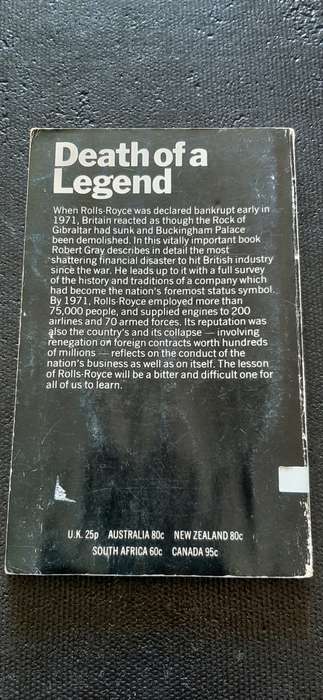 Death of a
Legend
When Rolls-Royce was declared bankrupt early in
1971, Britain reacted as though the Rock of
Gibraltar had sunk and Buckingham Palace
been demolished. In this vitally important book
Robert Gray describes in detail the most
shattering financial disaster to hit British industry
since the war. He leads up to it with a full survey
of the history and traditions of a company which
had become the nation's foremost status symbol.
By 1971, Rolls-Royce employed more than
75,000 people, and supplied engines to 200
airlines and 70 armed forces. Its reputation was
also the country's and its collapse — involving
renegation on foreign contracts worth hundreds
of millions — reflects on the conduct of the
nation's business as well as on itself. The lesson
of Rolls-Royce will be a bitter and difficult one for
all of us to learn.
U.K. 25p AUSTRALIA 80c NEW ZEALAND 80c
SOUTH AFRICA 60c CANADA 95c